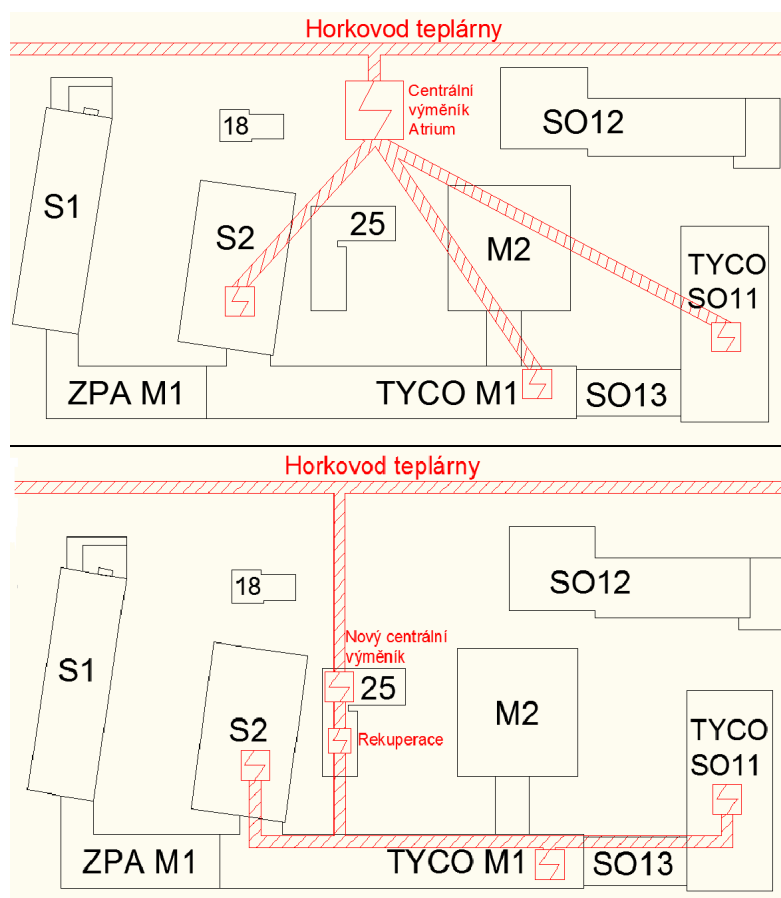 Horkovod teplárny
Centrální
výměník
Atrium
18
SO12
S1
S2
25
M2
TYCO
SO11
ZPA M1
TYCO M1
SO13
Horkovod teplárny
18
SO12
Nový centrální
výměník
S1
25
S2
M2
TYCO
SO11
Rekuperace
ZPA M1
TYCO M1
SO13